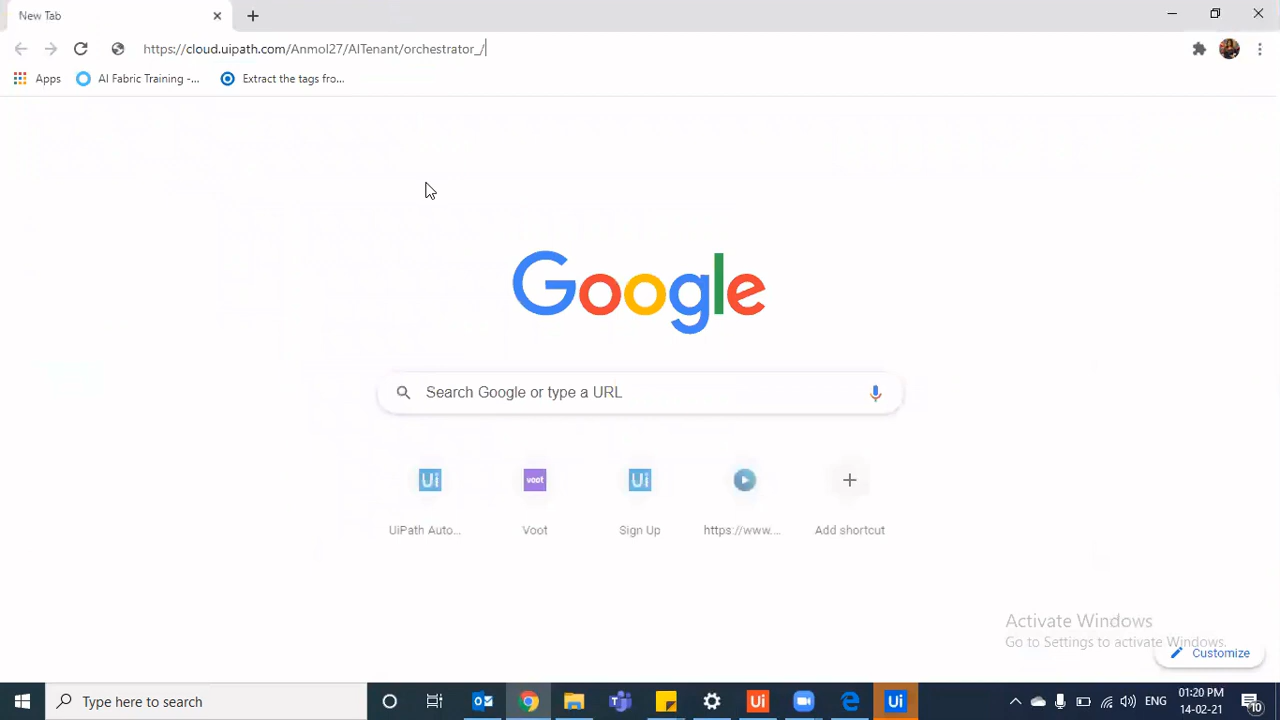 New Tab
https://cloud.uipath.com/Anmol27/AITenant/orchestrator_/
Apps
AI Fabric Training -...
Extract the tags fro...
Google
Search Google or type a URL
Ui
voot
Ui
UiPath Auto...
Voot
Sign Up
https://www....
Add shortcut
Activate Windows
Go to Settings to activate Windows.
Customize
Type here to search
Ui
Ui
ENG
01:20 PM
14-02-21
10